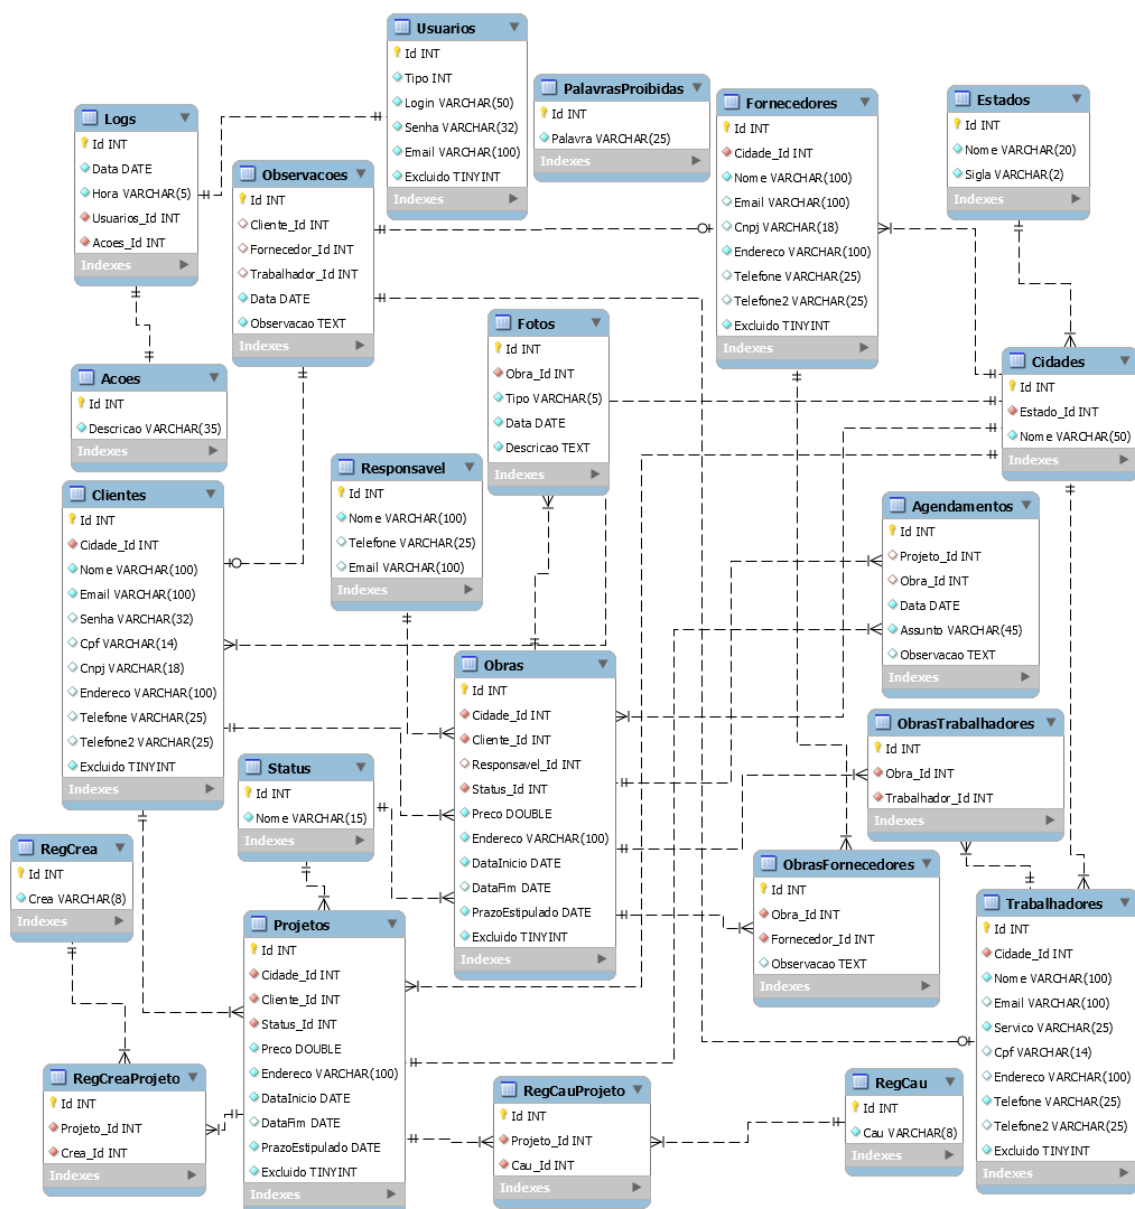 Usuarios
Id INT
Tipo INT
Login VARCHAR(50)
Senha VARCHAR(32)
Email VARCHAR(100)
Excluido TINYINT
Indexes
PalavrasProibidas
Id INT
Palavra VARCHAR(25)
Indexes
Fornecedores
Id INT
Cidade_Id INT
Nome VARCHAR(100)
Email VARCHAR(100)
Cnpj VARCHAR(18)
Endereco VARCHAR(100)
Telefone VARCHAR(25)
Telefone2 VARCHAR(25)
Excluido TINYINT
Indexes
Estados
Id INT
Nome VARCHAR(20)
Sigla VARCHAR(2)
Indexes
Logs
Id INT
Data DATE
Hora VARCHAR(5)
Usuarios_Id INT
Acoes_Id INT
Indexes
Observacoes
Id INT
Cliente_Id INT
Fornecedor_Id INT
Trabalhador_Id INT
Data DATE
Observacao TEXT
Indexes
Fotos
Id INT
Obra_Id INT
Tipo VARCHAR(5)
Data DATE
Descricao TEXT
Indexes
Cidades
Id INT
Estado_Id INT
Nome VARCHAR(50)
Indexes
Acoes
Id INT
Descricao VARCHAR(35)
Indexes
Responsavel
Id INT
Nome VARCHAR(100)
Telefone VARCHAR(25)
Email VARCHAR(100)
Indexes
Clientes
Id INT
Cidade_Id INT
Nome VARCHAR(100)
Email VARCHAR(100)
Senha VARCHAR(32)
Cpf VARCHAR(14)
Cnpj VARCHAR(18)
Endereco VARCHAR(100)
Telefone VARCHAR(25)
Telefone2 VARCHAR(25)
Excluido TINYINT
Indexes
Agendamentos
Id INT
Projeto_Id INT
Obra_Id INT
Data DATE
Assunto VARCHAR(45)
Observacao TEXT
Indexes
Obras
Id INT
Cidade_Id INT
Cliente_Id INT
Responsavel_Id INT
Status_Id INT
Preco DOUBLE
Endereco VARCHAR(100)
DataInicio DATE
DataFim DATE
PrazoEstipulado DATE
Excluido TINYINT
Indexes
ObrasTrabalhadores
Id INT
Obra_Id INT
Trabalhador_Id INT
Indexes
Status
Id INT
Nome VARCHAR(15)
Indexes
RegCrea
Id INT
Crea VARCHAR(8)
Indexes
ObrasFornecedores
Id INT
Obra_Id INT
Fornecedor_Id INT
Observacao TEXT
Indexes
Trabalhadores
Id INT
Cidade_Id INT
Nome VARCHAR(100)
Email VARCHAR(100)
Servico VARCHAR(25)
Cpf VARCHAR(14)
Endereco VARCHAR(100)
Telefone VARCHAR(25)
Telefone2 VARCHAR(25)
Excluido TINYINT
Indexes
Projetos
Id INT
Cidade_Id INT
Cliente_Id INT
Status_Id INT
Preco DOUBLE
Endereco VARCHAR(100)
DataInicio DATE
DataFim DATE
PrazoEstipulado DATE
Excluido TINYINT
Indexes
RegCreaProjeto
Id INT
Projeto_Id INT
Crea_Id INT
Indexes
RegCauProjeto
Id INT
Projeto_Id INT
Cau_Id INT
Indexes
RegCau
Id INT
Cau VARCHAR(8)
Indexes